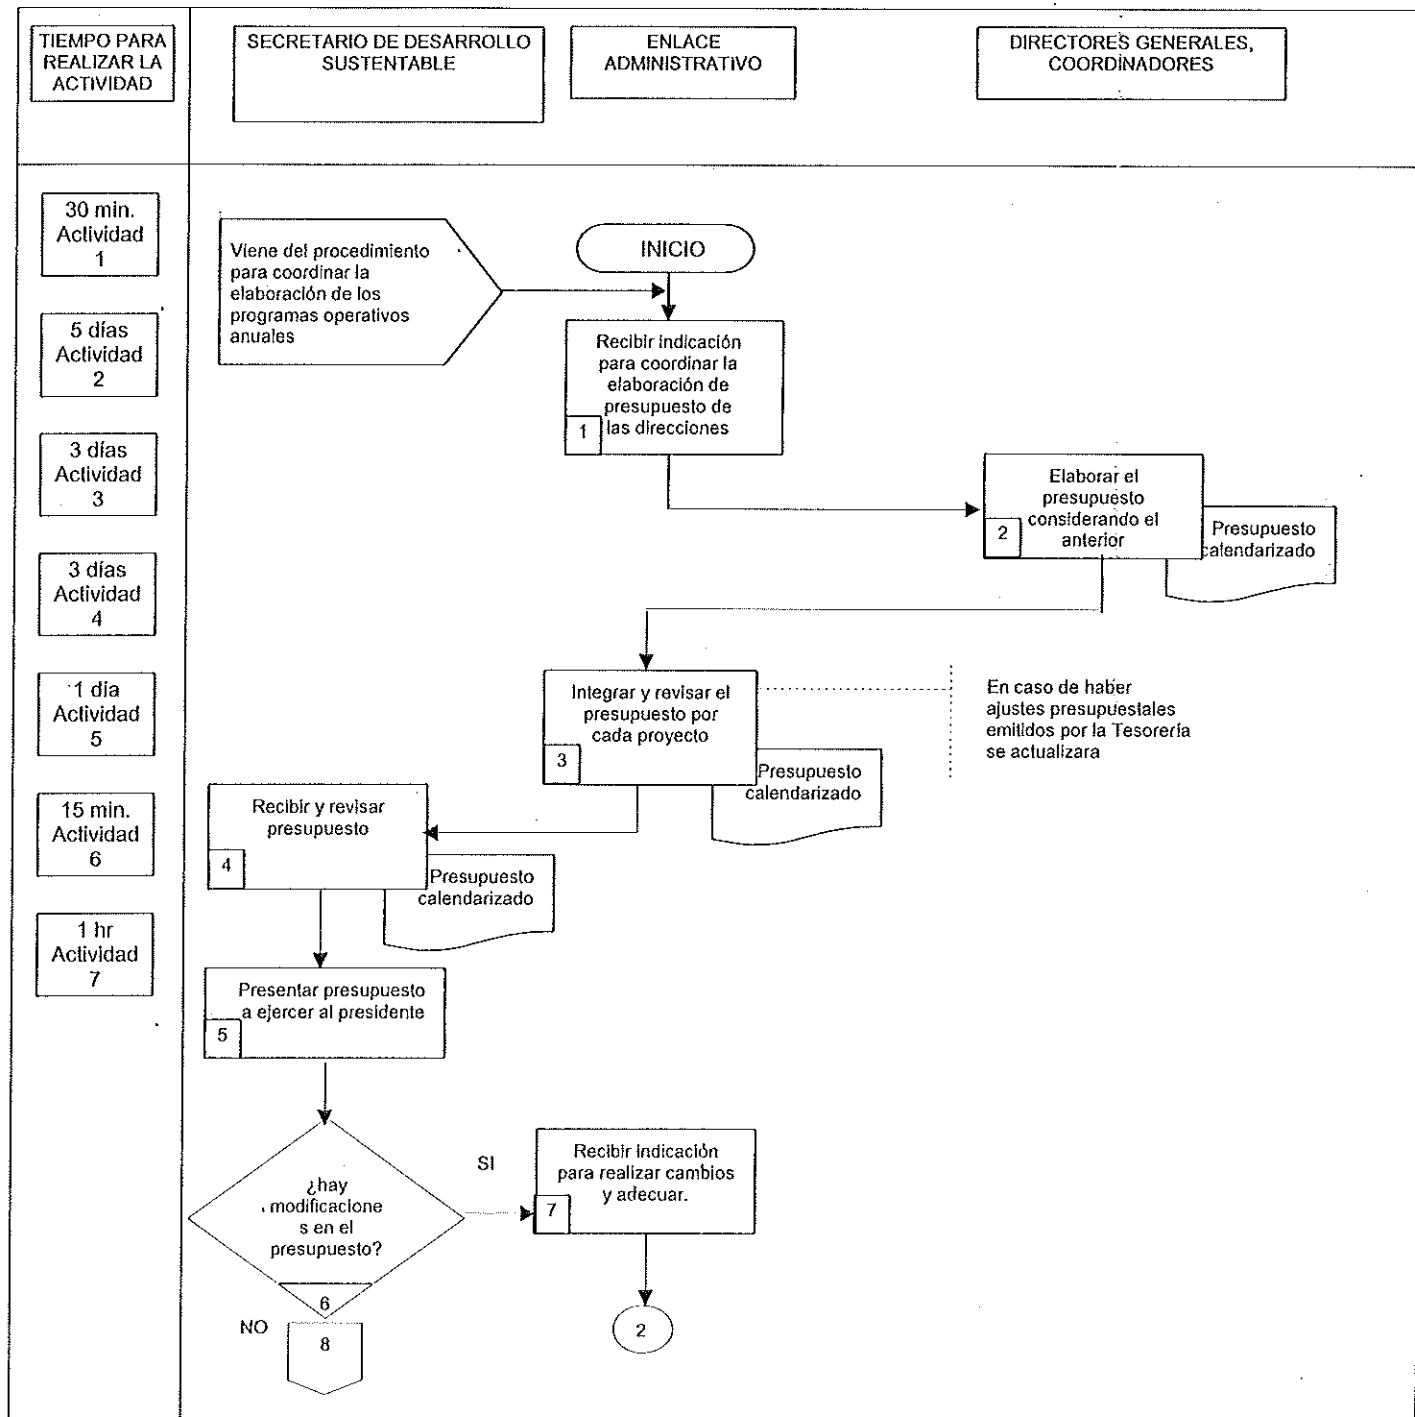 TIEMPO PARA
REALIZAR LA
ACTIVIDAD
SECRETARIO DE DESARROLLO
SUSTENTABLE
ENLACE
ADMINISTRATIVO
DIRECTORES GENERALES,
COORDINADORES
30 min.
Actividad
1
5 días
Actividad
2
3 días
Actividad
3
3 días
Actividad
4
1 día
Actividad
5
15 min.
Actividad
6
1 hr
Actividad
7
Viene del procedimiento
para coordinar la
elaboración de los
programas operativos
anuales
INICIO
Recibir indicación
para coordinar la
elaboración de
presupuesto de
las direcciones
1
Elaborar el
presupuesto
considerando el
anterior
2
Presupuesto
calendarizado
Integrar y revisar el
presupuesto por
cada proyecto
3
Presupuesto
calendarizado
En caso de haber
ajustes presupuestales
emitidos por la Tesorería
se actualizara
Recibir y revisar
presupuesto
4
Presupuesto
calendarizado
Presentar presupuesto
a ejercer al presidente
5
¿hay
modificacione
s en el
presupuesto?
6
SI
Recibir indicación
para realizar cambios
y adecuar.
7
2
NO
8